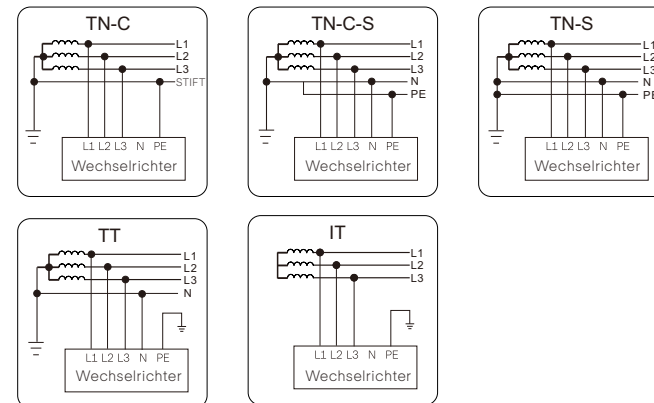 TN-C
L1
L2
L3
STIFT
L1 L2 L3 N PE
Wechselrichter
TN-C-S
L1
L2
L3
N
PE
L1 L2 L3 N PE
Wechselrichter
TN-S
L1
L2
L3
N
PE
L1 L2 L3 N PE
Wechselrichter
TT
L1
L2
L3
N
L1 L2 L3 N PE
Wechselrichter
IT
L1
L2
L3
L1 L2 L3 N PE
Wechselrichter